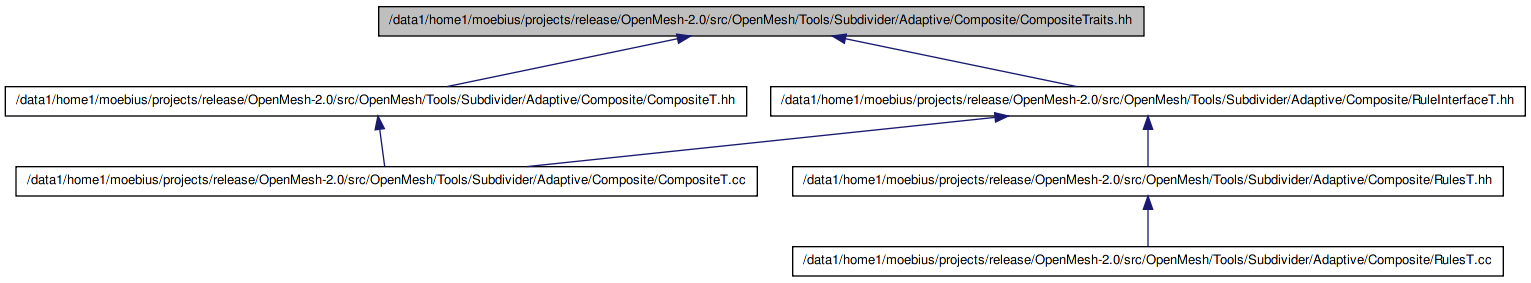 /data1/home1/moebius/projects/release/OpenMesh-2.0/src/OpenMesh/Tools/Subdivider/Adaptive/Composite/CompositeTraits.hh
/data1/home1/moebius/projects/release/OpenMesh-2.0/src/OpenMesh/Tools/Subdivider/Adaptive/Composite/CompositeT.hh
/data1/home1/moebius/projects/release/OpenMesh-2.0/src/OpenMesh/Tools/Subdivider/Adaptive/Composite/RuleInterfaceT.hh
/data1/home1/moebius/projects/release/OpenMesh-2.0/src/OpenMesh/Tools/Subdivider/Adaptive/Composite/CompositeT.cc
/data1/home1/moebius/projects/release/OpenMesh-2.0/src/OpenMesh/Tools/Subdivider/Adaptive/Composite/RulesT.hh
/data1/home1/moebius/projects/release/OpenMesh-2.0/src/OpenMesh/Tools/Subdivider/Adaptive/Composite/RulesT.cc